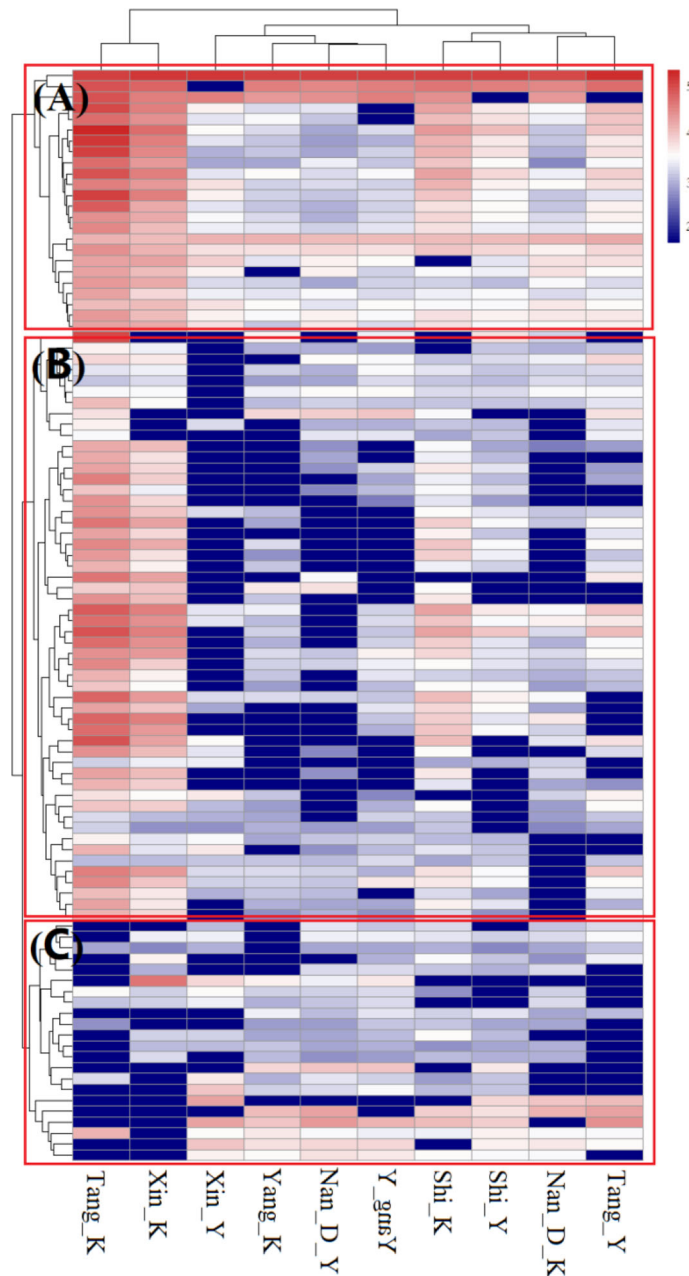 (A)
(B)
(C)
5
4
3
2
Tang_K
Xin_K
Xin_Y
Yang_K
Nan_D_Y
Yang_Y
Shi_K
Shi_Y
Nan_D_K
Tang_Y